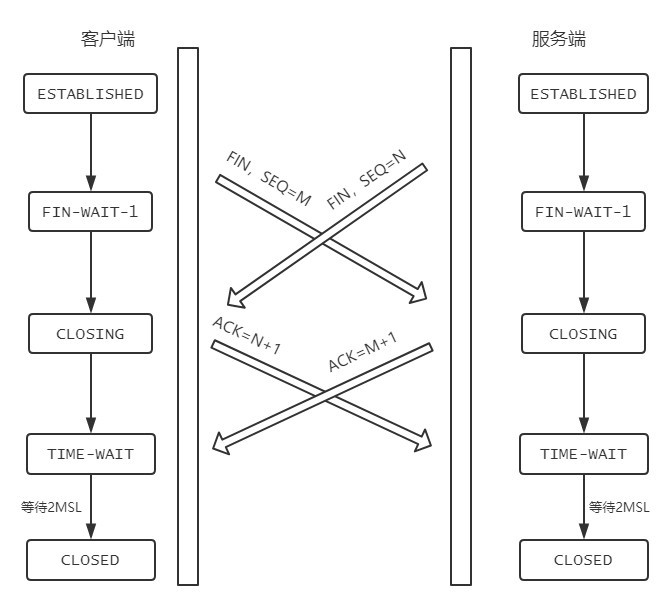 客户端
服务端
ESTABLISHED
ESTABLISHED
FIN，SEQ=M
FIN，SEQ=N
FIN-WAIT-1
FIN-WAIT-1
CLOSING
CLOSING
ACK=N+1
ACK=M+1
TIME-WAIT
TIME-WAIT
等待2MSL
等待2MSL
CLOSED
CLOSED